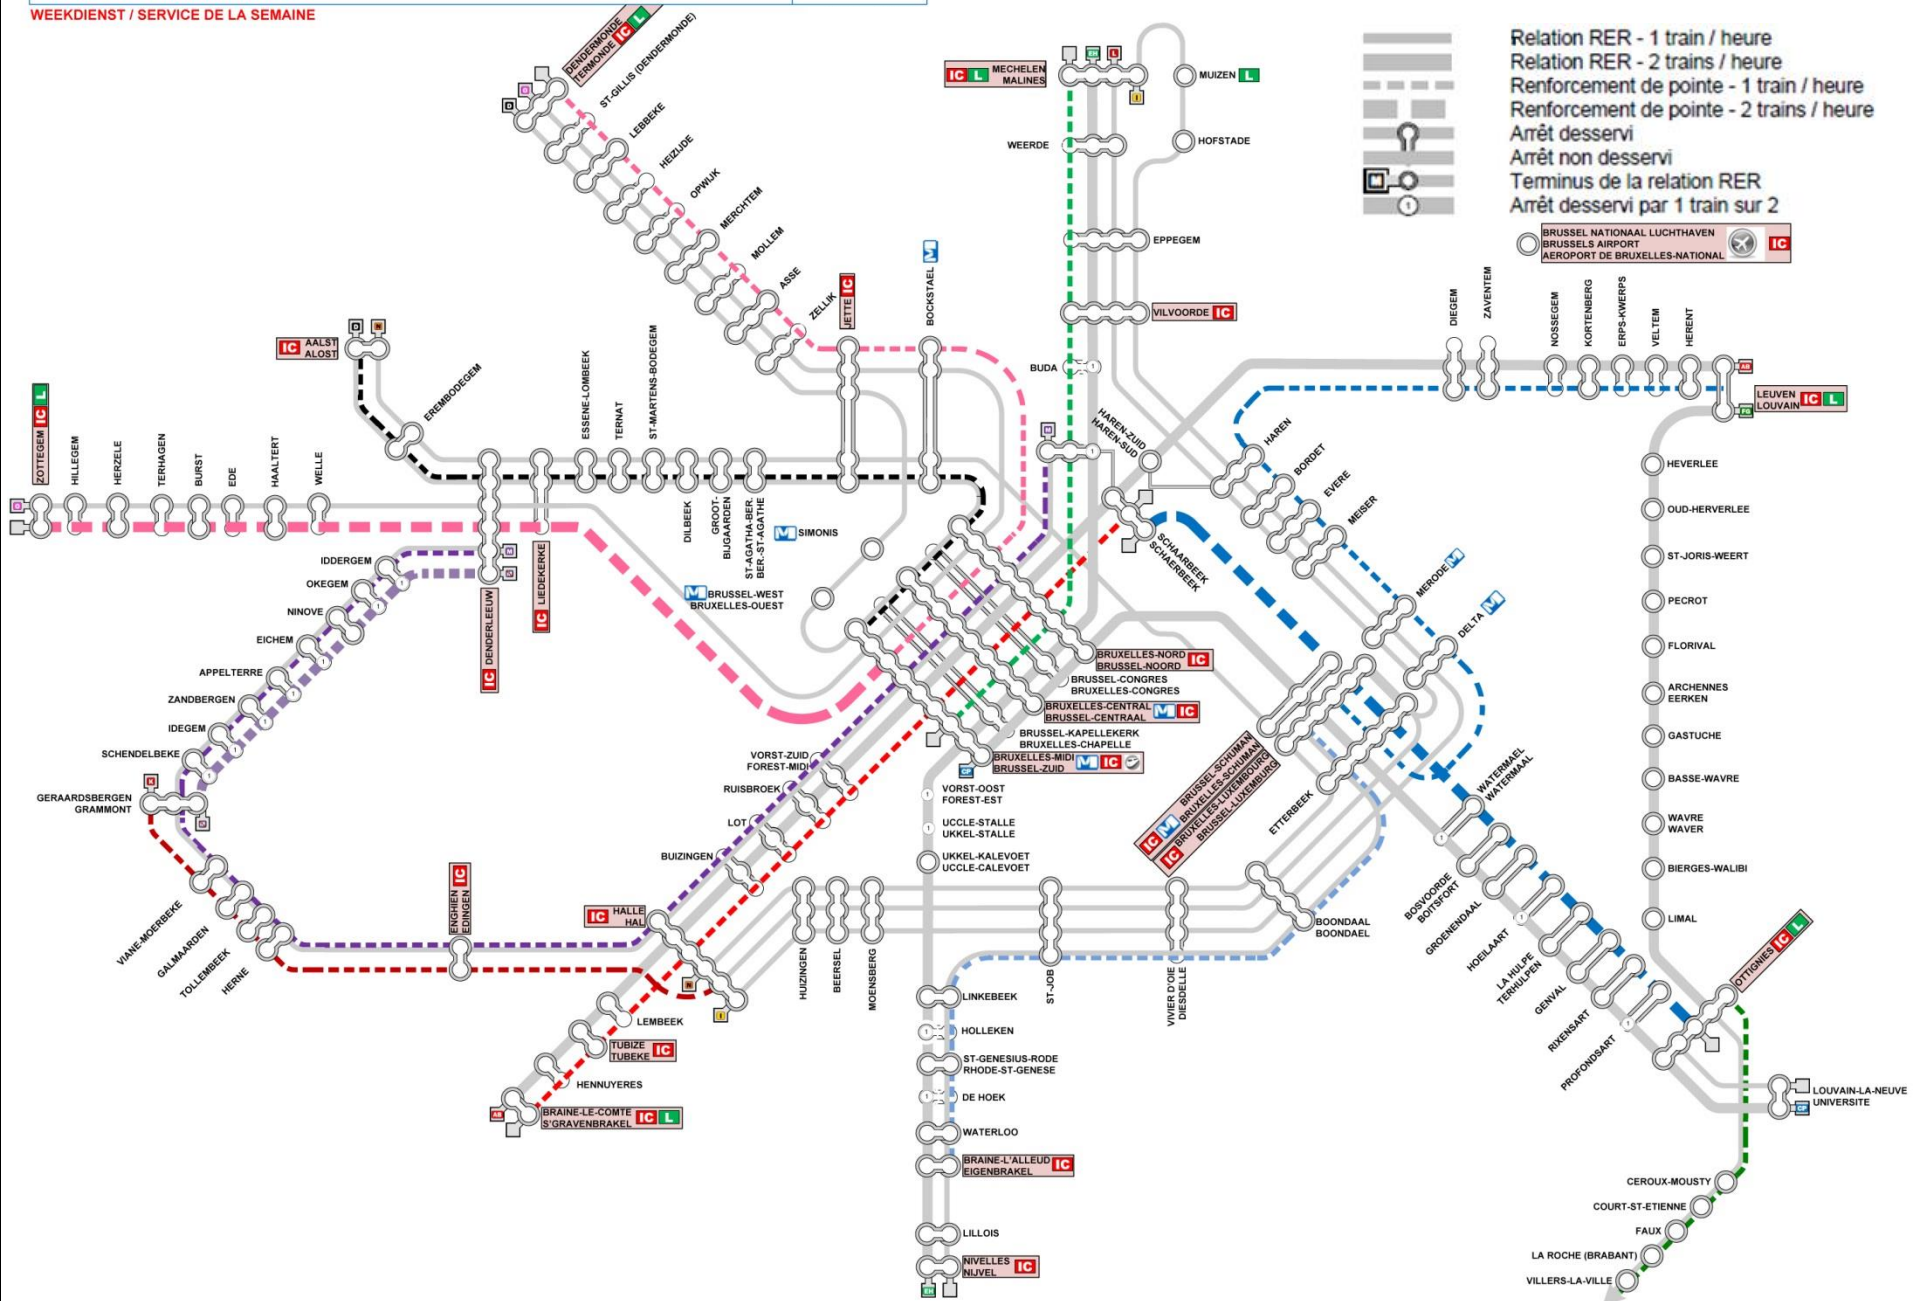 WEEKDIENST / SERVICE DE LA SEMAINE
Relation RER - 1 train / heure
Relation RER - 2 trains / heure
Renforcement de pointe - 1 train / heure
Renforcement de pointe - 2 trains / heure
Arrêt desservi
Arrêt non desservi
M
Terminus de la relation RER
1
Arrêt desservi par 1 train sur 2
BRUSSEL NATIONAAL LUCHTHAVEN
BRUSSELS AIRPORT
AEROPORT DE BRUXELLES-NATIONAL
IC
DENDERMONDE
TERMONDE IC L
ST-GILLIS (DENDERMONDE)
LEBBEKE
HEIZIJDE
OPWIJK
MERCHTEM
MOLLEM
ASSE
ZELLIK
JETTE IC
BOCKSTAEL M
IC L MECHELEN
MALINES
MUIZEN L
HOFSTADE
WEERDE
EPPEGEM
VILVOORDE IC
BUDA
HAREN-ZUID
HAREN-SUD
DIEGEM
ZAVENTEM
NOSSEGEM
KORTENBERG
ERPS-KWERPS
VELTEM
HERENT
LEUVEN
LOUVAIN IC L
HEVERLEE
OUD-HERVERLEE
ST-JORIS-WEERT
PECROT
FLORIVAL
ARCHENNES
EERKEN
GASTUCHE
BASSE-WAVRE
WAVRE
WAVER
BIERGES-WALIBI
LIMAL
OTTIGNIES IC L
LOUVAIN-LA-NEUVE
UNIVERSITE
CEROUX-MOUSTY
COURT-ST-ETIENNE
FAUX
LA ROCHE (BRABANT)
VILLERS-LA-VILLE
IC AALST
ALOST
EREMBODEGEM
ZOTTEGEM IC L
HILLEGEM
HERZELE
TERHAGEN
BURST
EDE
HAALTERT
WELLE
IC DENDERLEEUW
IC LIEDEKERKE
ESSENE-LOMBEEK
TERNAT
ST-MARTENS-BODEGEM
DILBEEK
GROOT-
BIJGAARDEN
ST-AGATHA-BER.
BER.-ST-AGATHE
M SIMONIS
M BRUSSEL-WEST
BRUXELLES-OUEST
IDDERGEM
OKEGEM
NINOVE
EICHEM
APPELTERRE
ZANDBERGEN
IDEGEM
SCHENDELBEKE
GERAARDSBERGEN
GRAMMONT
VIANE-MOERBEKE
GALMAARDEN
TOLLEMBEEK
HERNE
ENGHIEN
EDINGEN IC
IC HALLE
HAL
BUIZINGEN
LOT
RUISBROEK
VORST-ZUID
FOREST-MIDI
LEMBEEK
TUBIZE
TUBEKE IC
HENNUYERES
BRAINE-LE-COMTE
S'GRAVENBRAKEL IC L
HAREN
BORDET
EVERE
MEISER
MERODE M
DELTA M
SCHAARBEEK
SCHAERBEEK
BRUXELLES-NORD
BRUSSEL-NOORD IC
BRUSSEL-CONGRES
BRUXELLES-CONGRES
BRUXELLES-CENTRAL
BRUSSEL-CENTRAAL M IC
BRUSSEL-KAPELLEKERK
BRUXELLES-CHAPELLE
BRUXELLES-MIDI
BRUSSEL-ZUID M IC
VORST-OOST
FOREST-EST
UCCLE-STALLE
UKKEL-STALLE
UKKEL-KALEVOET
UCCLE-CALEVOET
LINKEBEEK
HOLLEKEN
ST-GENESIUS-RODE
RHODE-ST-GENESE
DE HOEK
WATERLOO
BRAINE-L'ALLEUD
EIGENBRAKEL IC
LILLOIS
NIVELLES
NIJVEL IC
HUIZINGEN
BEERSEL
MOENSBERG
ST-JOB
VIVIER D'OIE
DIESDELLE
BOONDAAL
BOONDAEL
ETTERBEEK
BRUSSEL-SCHUMAN
IC M BRUXELLES-SCHUMAN
BRUXELLES-LUXEMBOURG
IC BRUSSEL-LUXEMBURG
WATERMAEL
WATERMAAL
BOSVOORDE
BOITSFORT
GROENENDAAL
HOEILAART
LA HULPE
TERHULPEN
GENVAL
RIXENSART
PROFONDSART